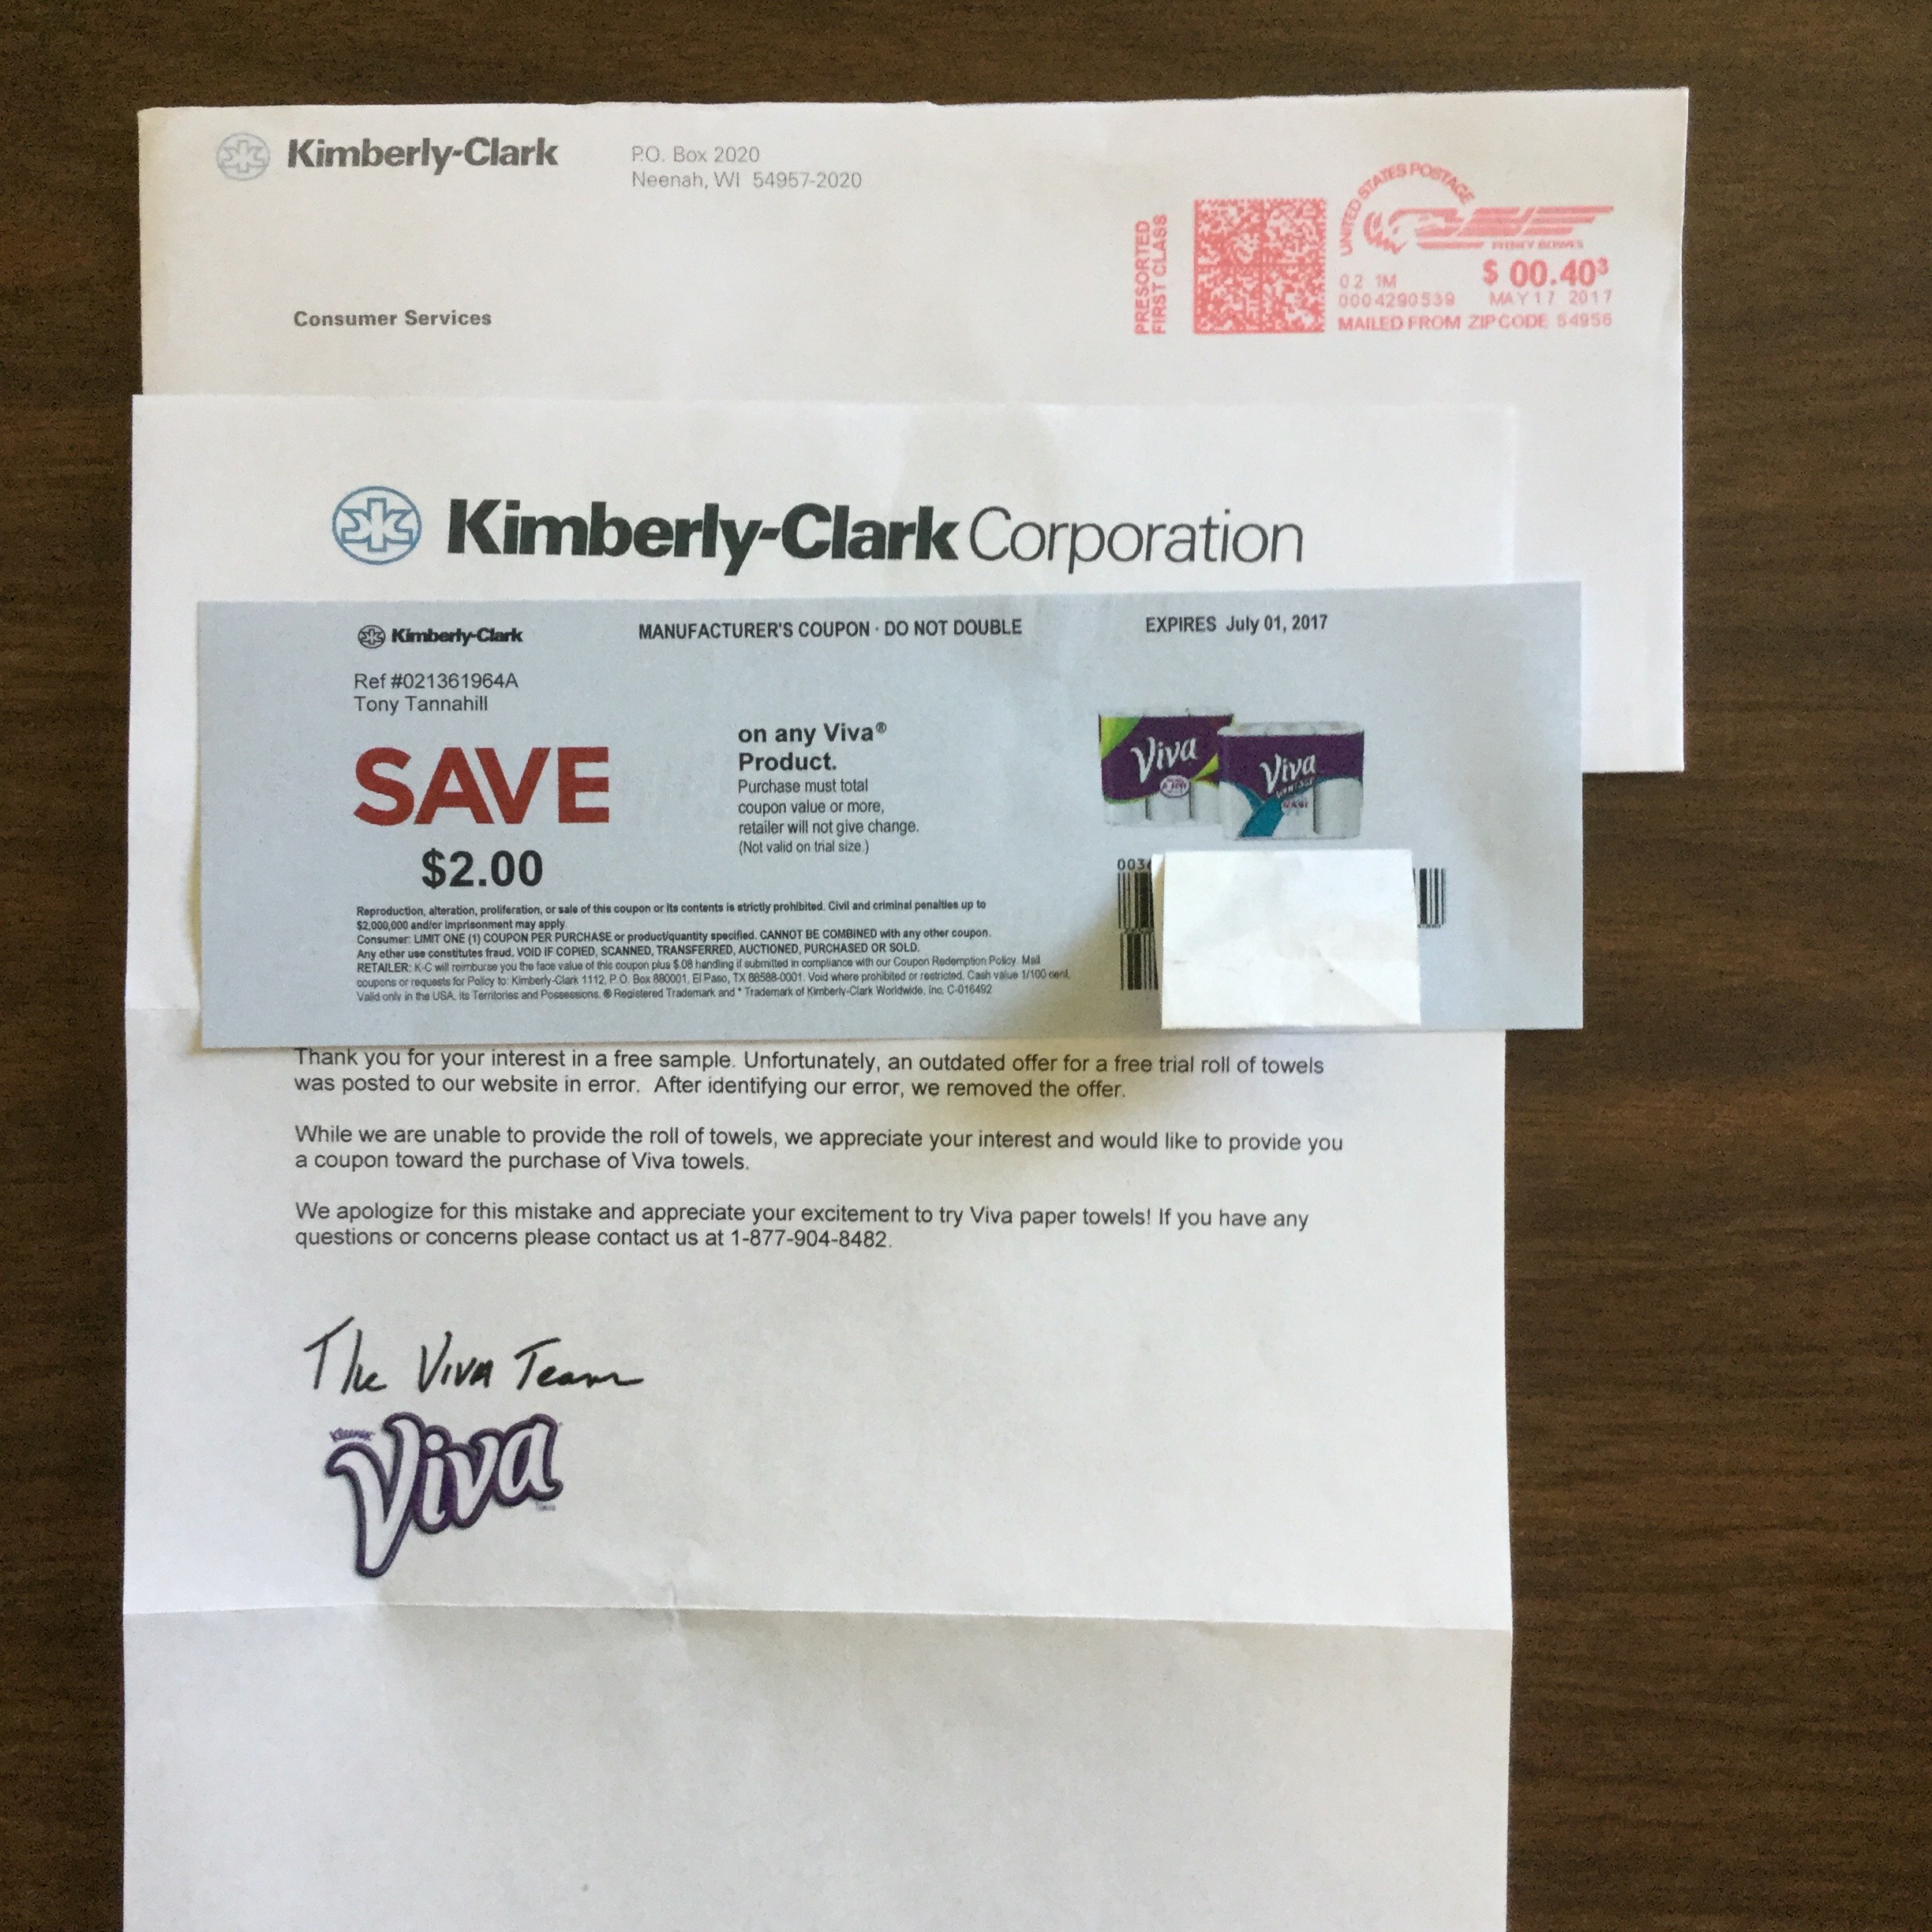 Kimberly-Clark
P.O. Box 2020
Neenah, WI 54957-2020
Consumer Services
PRESORTED
FIRST CLASS
UNITED STATES POSTAGE
PITNEY BOWES
02 1M
$ 00.40³
0004290539
MAY 17 2017
MAILED FROM ZIP CODE 54956
Kimberly-Clark Corporation
Kimberly-Clark
MANUFACTURER'S COUPON · DO NOT DOUBLE
EXPIRES July 01, 2017
Ref #021361964A
Tony Tannahill
SAVE
$2.00
on any Viva®
Product.
Purchase must total
coupon value or more,
retailer will not give change.
(Not valid on trial size.)
Viva
Viva
003
Reproduction, alteration, proliferation, or sale of this coupon or its contents is strictly prohibited. Civil and criminal penalties up to
$2,000,000 and/or imprisonment may apply.
Consumer: LIMIT ONE (1) COUPON PER PURCHASE or product/quantity specified. CANNOT BE COMBINED with any other coupon.
Any other use constitutes fraud. VOID IF COPIED, SCANNED, TRANSFERRED, AUCTIONED, PURCHASED OR SOLD.
RETAILER: K-C will reimburse you the face value of this coupon plus $.08 handling if submitted in compliance with our Coupon Redemption Policy. Mail
coupons or requests for Policy to: Kimberly-Clark 1112, P.O. Box 880001, El Paso, TX 88588-0001. Void where prohibited or restricted. Cash value 1/100 cent.
Valid only in the USA, its Territories and Possessions. ® Registered Trademark and * Trademark of Kimberly-Clark Worldwide, Inc. C-016492
Thank you for your interest in a free sample. Unfortunately, an outdated offer for a free trial roll of towels
was posted to our website in error. After identifying our error, we removed the offer.
While we are unable to provide the roll of towels, we appreciate your interest and would like to provide you
a coupon toward the purchase of Viva towels.
We apologize for this mistake and appreciate your excitement to try Viva paper towels! If you have any
questions or concerns please contact us at 1-877-904-8482.
The Viva Team
Kleenex
Viva